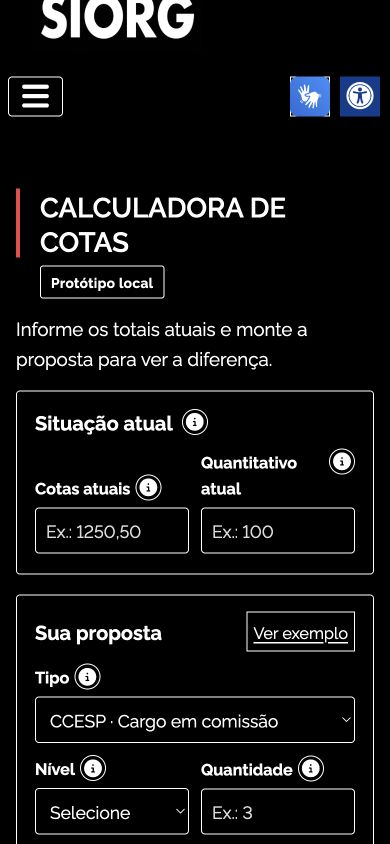 SIORG
CALCULADORA DE
COTAS
Protótipo local
Informe os totais atuais e monte a
proposta para ver a diferença.
Situação atual i
Cotas atuais i
Quantitativo
atual i
Ex.: 1250,50
Ex.: 100
Sua proposta
Ver exemplo
Tipo i
CCESP · Cargo em comissão
Nível i
Quantidade i
Selecione
Ex.: 3